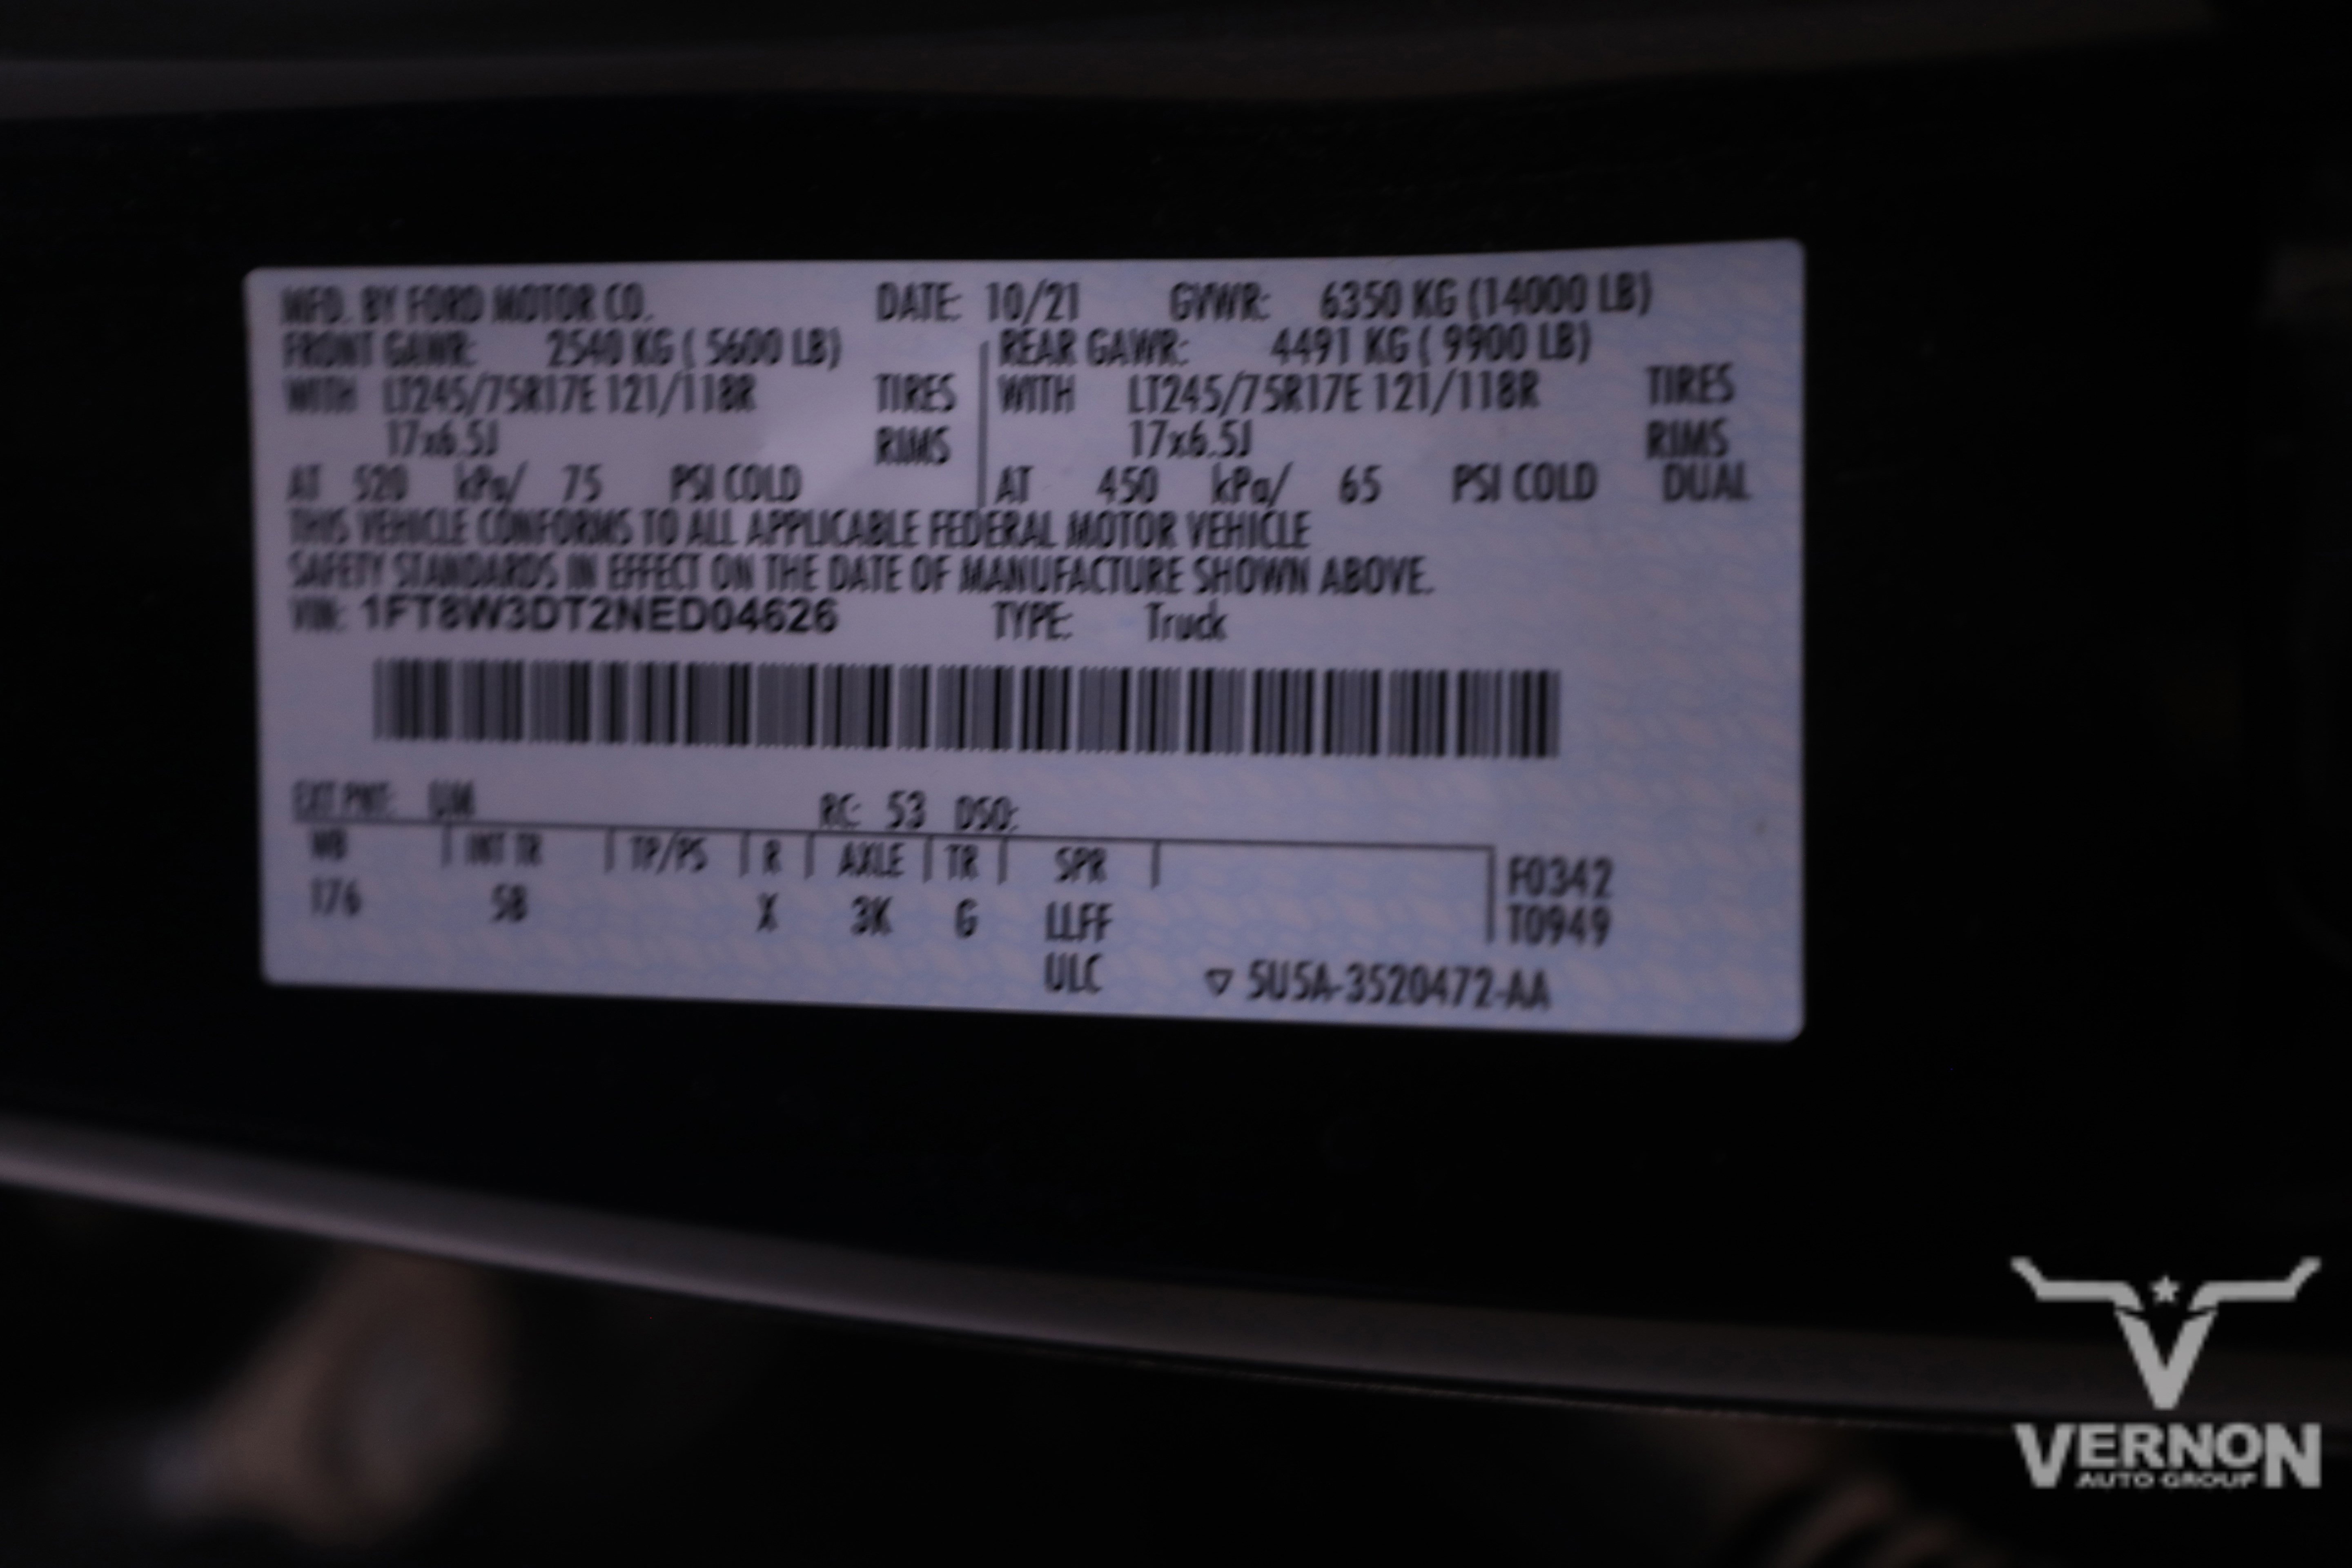 MFD. BY FORD MOTOR CO. DATE: 10/21 GVWR: 6350 KG (14000 LB)
FRONT GAWR: 2540 KG ( 5600 LB) REAR GAWR: 4491 KG ( 9900 LB)
WITH LT245/75R17E 121/118R TIRES WITH LT245/75R17E 121/118R TIRES
17x6.5J RIMS 17x6.5J RIMS
AT 520 kPa/ 75 PSI COLD AT 450 kPa/ 65 PSI COLD DUAL
THIS VEHICLE CONFORMS TO ALL APPLICABLE FEDERAL MOTOR VEHICLE
SAFETY STANDARDS IN EFFECT ON THE DATE OF MANUFACTURE SHOWN ABOVE.
VIN: 1FT8W3DT2NED04626 TYPE: Truck
EXT PNT: UM RC: 53 DSO:
WB INT TR TP/PS R AXLE TR SPR F0342
176 58 X 3K G LLFF T0949
ULC ▽ 5U5A-3520472-AA
VERNON
AUTO GROUP